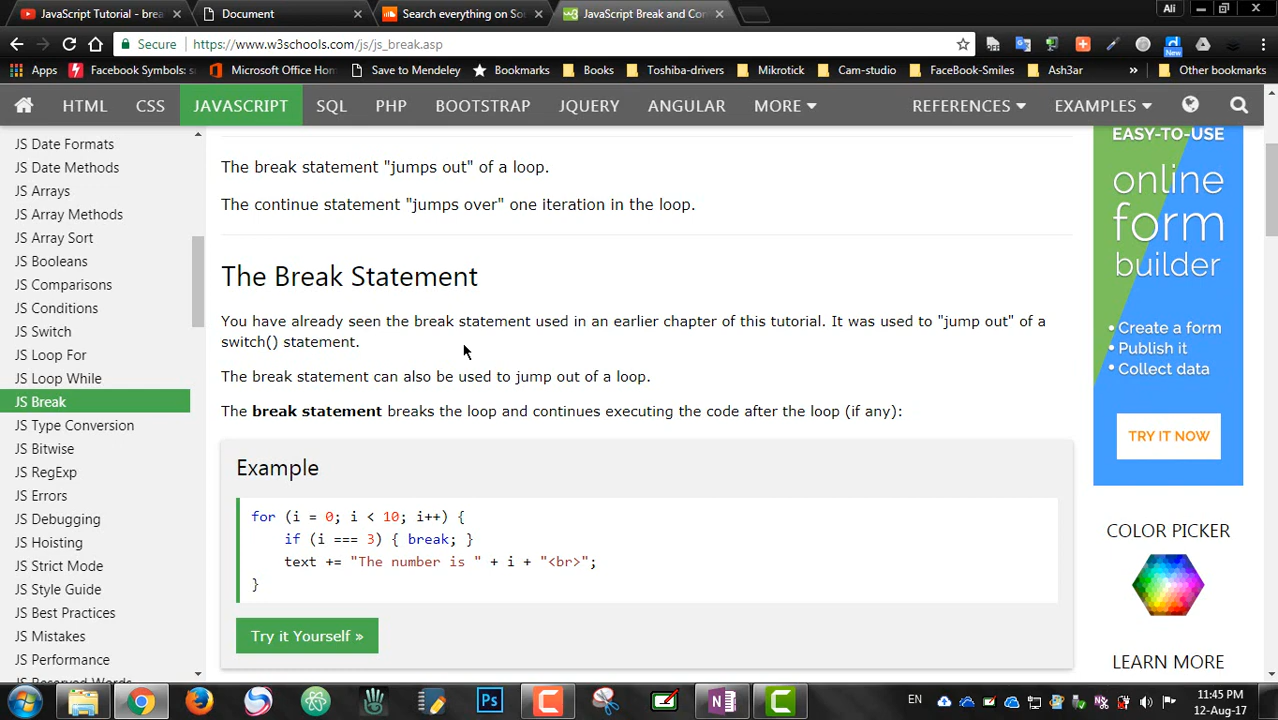 JavaScript Tutorial - brea
Document
Search everything on Sou
JavaScript Break and Con
Ali
Secure https://www.w3schools.com/js/js_break.asp
New
Apps
Facebook Symbols:
Microsoft Office Hom
Save to Mendeley
Bookmarks
Books
Toshiba-drivers
Mikrotick
Cam-studio
FaceBook-Smiles
Ash3ar
»
Other bookmarks
HTML CSS JAVASCRIPT SQL PHP BOOTSTRAP JQUERY ANGULAR MORE REFERENCES EXAMPLES
JS Date Formats
JS Date Methods
JS Arrays
JS Array Methods
JS Array Sort
JS Booleans
JS Comparisons
JS Conditions
JS Switch
JS Loop For
JS Loop While
JS Break
JS Type Conversion
JS Bitwise
JS RegExp
JS Errors
JS Debugging
JS Hoisting
JS Strict Mode
JS Style Guide
JS Best Practices
JS Mistakes
JS Performance
JS Reserved Words
The break statement "jumps out" of a loop.
The continue statement "jumps over" one iteration in the loop.
The Break Statement
You have already seen the break statement used in an earlier chapter of this tutorial. It was used to "jump out" of a
switch() statement.
The break statement can also be used to jump out of a loop.
The break statement breaks the loop and continues executing the code after the loop (if any):
Example
for (i = 0; i < 10; i++) {
    if (i === 3) { break; }
    text += "The number is " + i + "<br>";
}
Try it Yourself »
EASY-TO-USE
online
form
builder
• Create a form
• Publish it
• Collect data
TRY IT NOW
COLOR PICKER
LEARN MORE
Ps
EN
11:45 PM
12-Aug-17